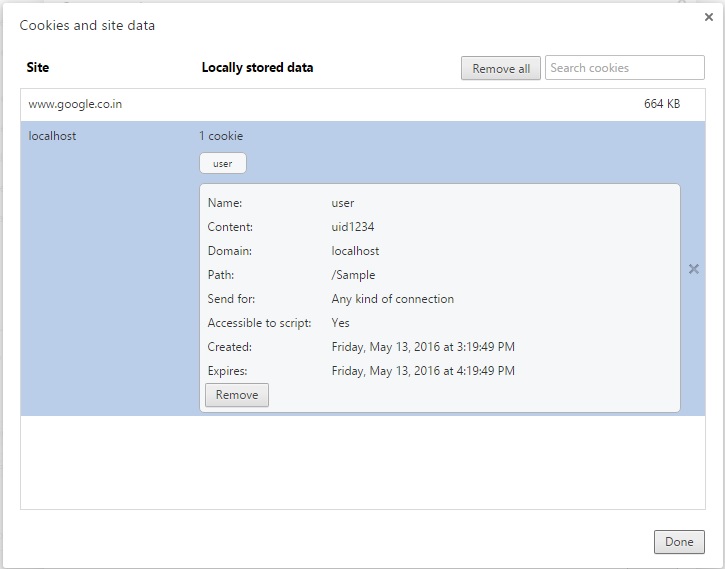 Cookies and site data
Site Locally stored data Remove all Search cookies
www.google.co.in 664 KB
localhost 1 cookie
user
Name: user
Content: uid1234
Domain: localhost
Path: /Sample
Send for: Any kind of connection
Accessible to script: Yes
Created: Friday, May 13, 2016 at 3:19:49 PM
Expires: Friday, May 13, 2016 at 4:19:49 PM
Remove
Done